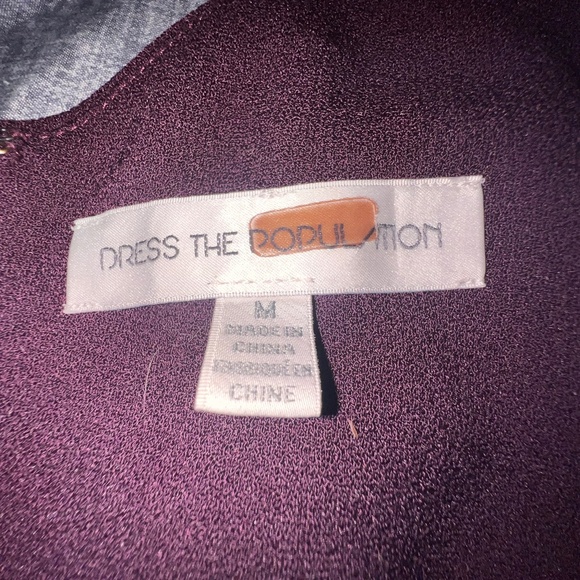 DRESS THE POPULATION
M
MADE IN
CHINA
FABRIQUÉ EN
CHINE